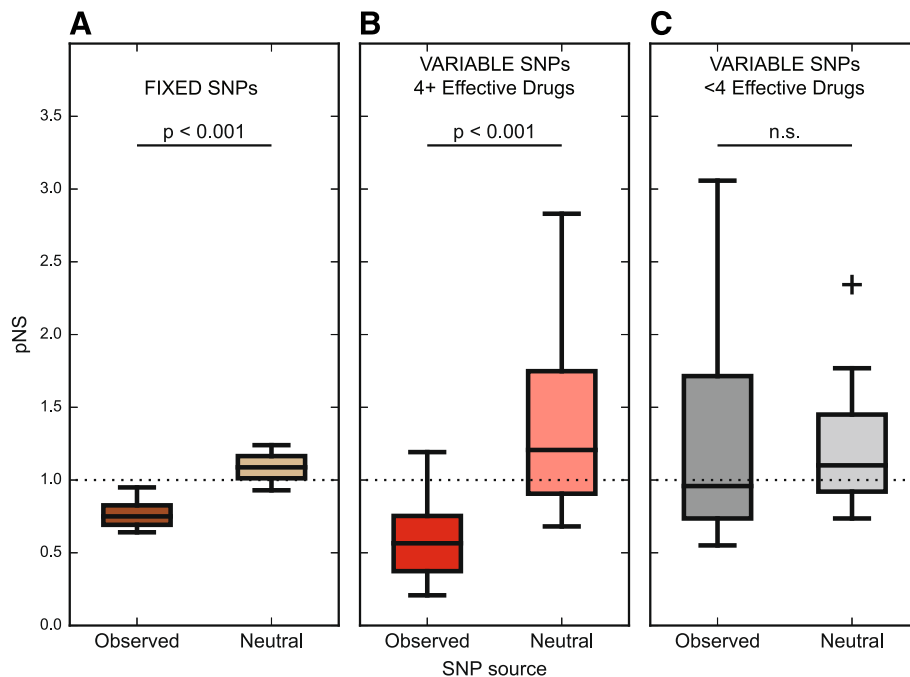 A
B
C
FIXED SNPs
p < 0.001
VARIABLE SNPs
4+ Effective Drugs
p < 0.001
VARIABLE SNPs
<4 Effective Drugs
n.s.
pNS
3.5
3.0
2.5
2.0
1.5
1.0
0.5
0.0
Observed
Neutral
Observed
Neutral
Observed
Neutral
SNP source